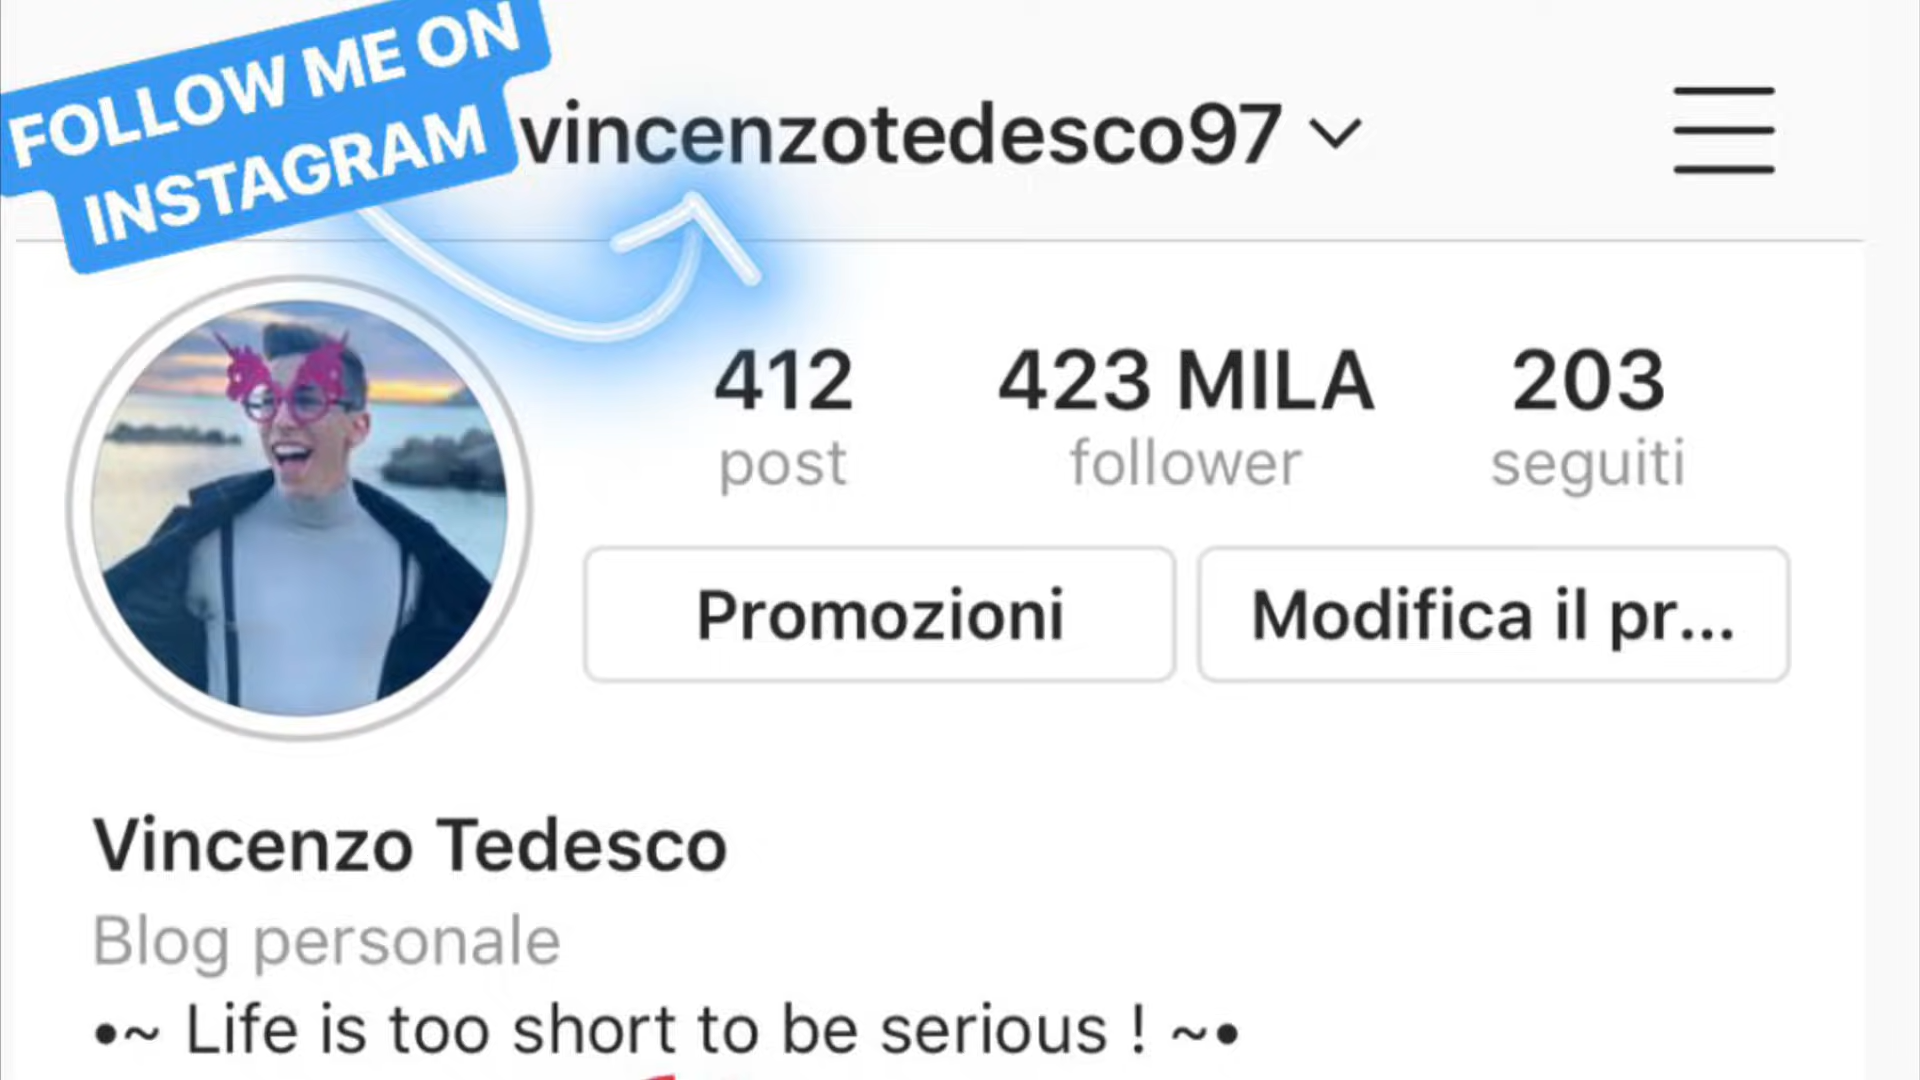 FOLLOW ME ON
INSTAGRAM
vincenzotedesco97
412
post
423 MILA
follower
203
seguiti
Promozioni
Modifica il pr...
Vincenzo Tedesco
Blog personale
•~ Life is too short to be serious ! ~•